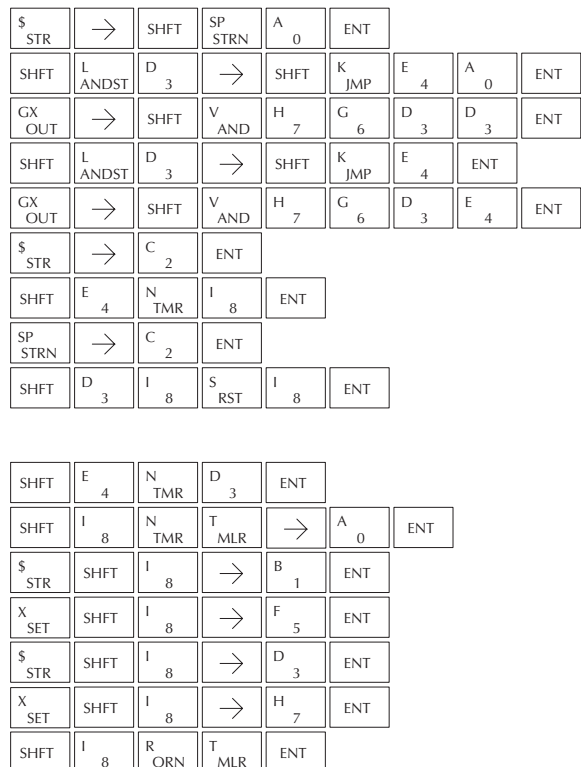 $ STR → SHFT SP STRN A 0 ENT
SHFT L ANDST D 3 → SHFT K JMP E 4 A 0 ENT
GX OUT → SHFT V AND H 7 G 6 D 3 D 3 ENT
SHFT L ANDST D 3 → SHFT K JMP E 4 ENT
GX OUT → SHFT V AND H 7 G 6 D 3 E 4 ENT
$ STR → C 2 ENT
SHFT E 4 N TMR I 8 ENT
SP STRN → C 2 ENT
SHFT D 3 I 8 S RST I 8 ENT
SHFT E 4 N TMR D 3 ENT
SHFT I 8 N TMR T MLR → A 0 ENT
$ STR SHFT I 8 → B 1 ENT
X SET SHFT I 8 → F 5 ENT
$ STR SHFT I 8 → D 3 ENT
X SET SHFT I 8 → H 7 ENT
SHFT I 8 R ORN T MLR ENT